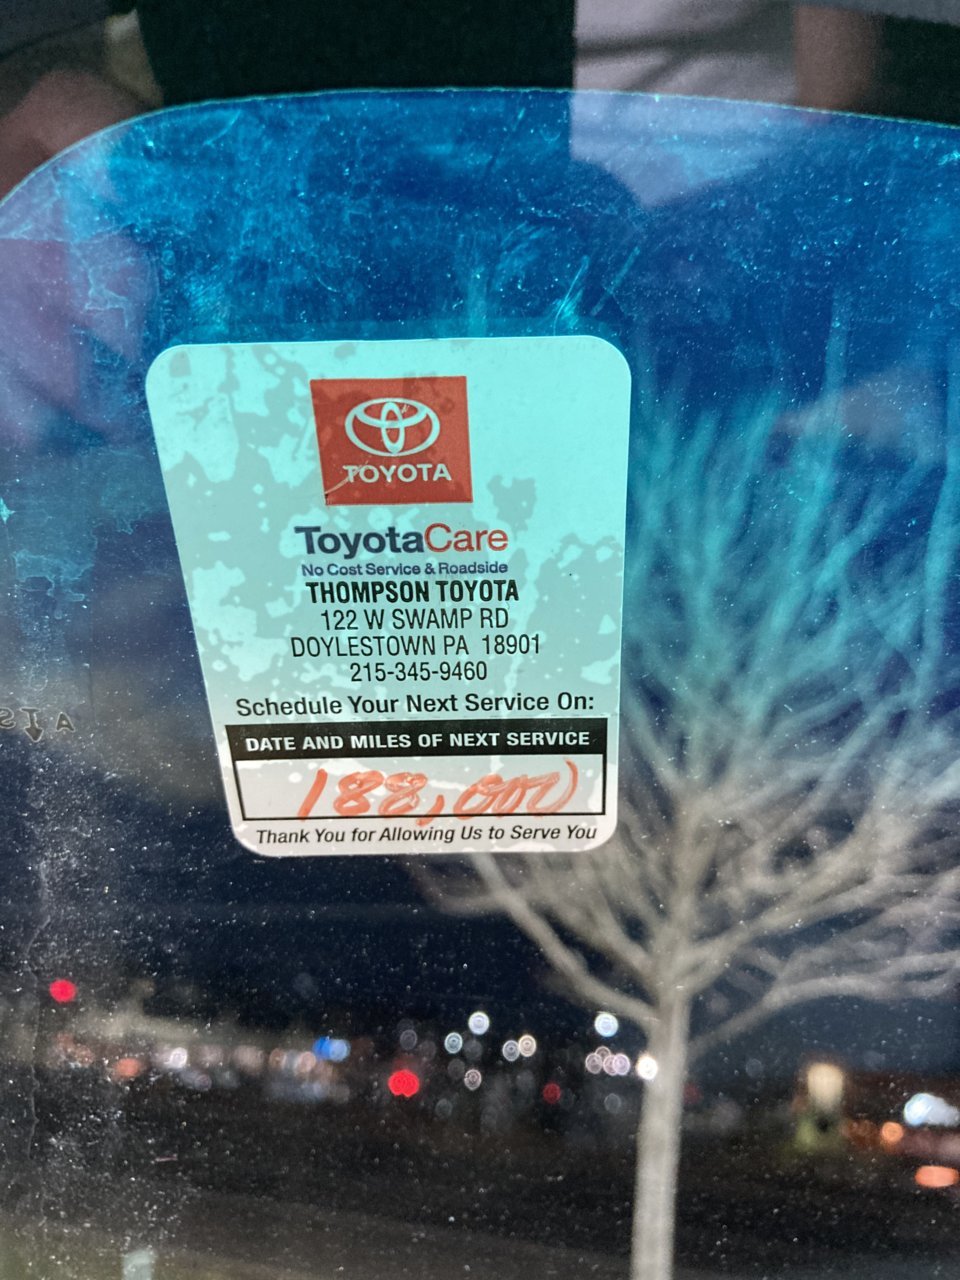 TOYOTA
ToyotaCare
No Cost Service & Roadside
THOMPSON TOYOTA
122 W SWAMP RD
DOYLESTOWN PA 18901
215-345-9460
Schedule Your Next Service On:
DATE AND MILES OF NEXT SERVICE
188,000
Thank You for Allowing Us to Serve You